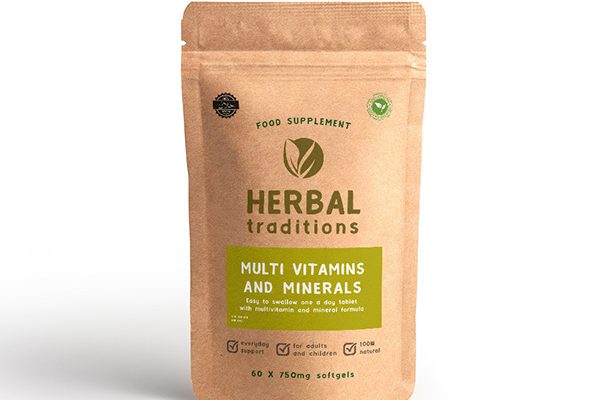 FOOD SUPPLEMENT
HERBAL
traditions
MULTI VITAMINS
AND MINERALS
Easy to swallow one a day tablet
with multivitamin and mineral formula
everyday
support
for adults
and children
100%
natural
60 X 750mg softgels